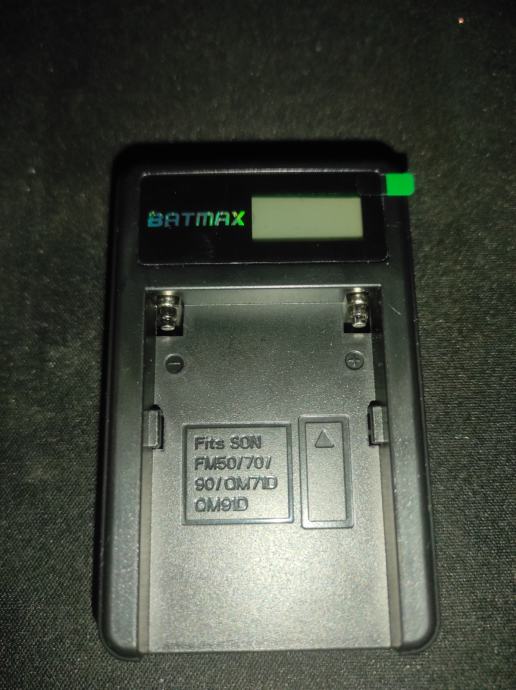 BATMAX
− +
Fits SON
FM50/70/
90/QM71D
QM91D